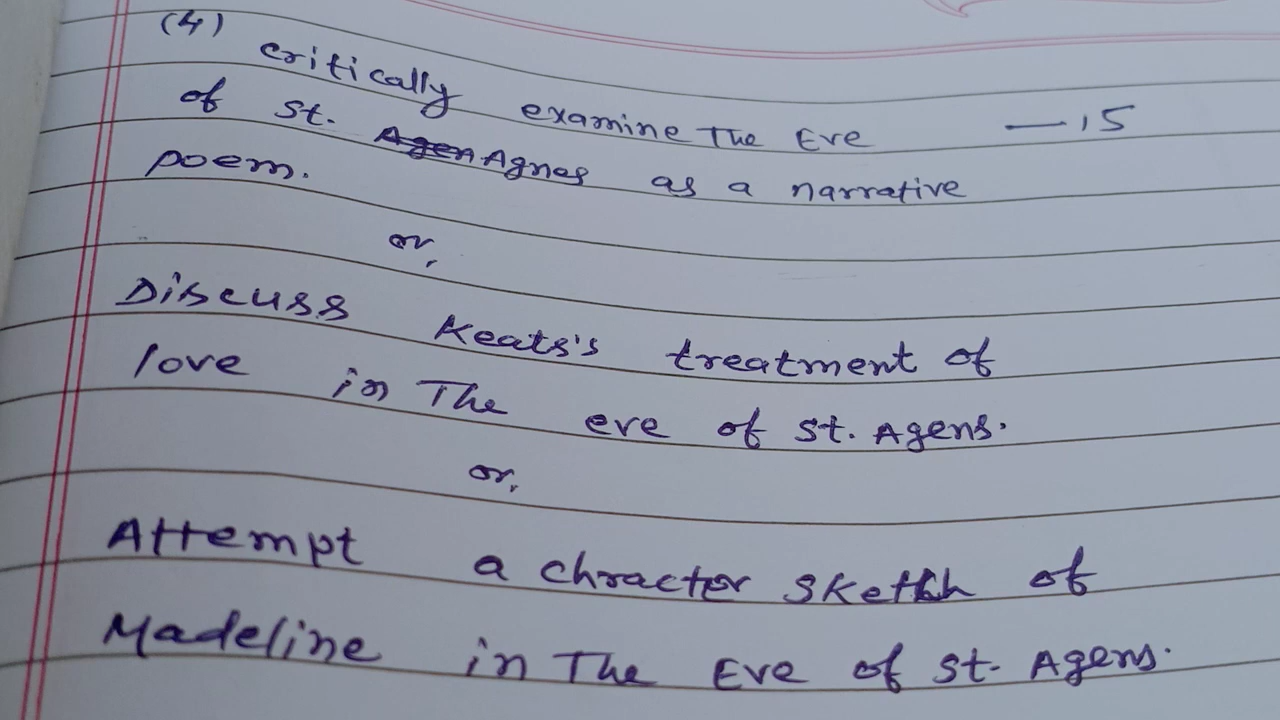 (4) critically examine The Eve — 15
of St. Agen Agnes as a narrative
poem.
or,
Discuss Keats's treatment of
love in The eve of St. Agens.
or,
Attempt a chracter sketch of
Madeline in The Eve of St. Agens.